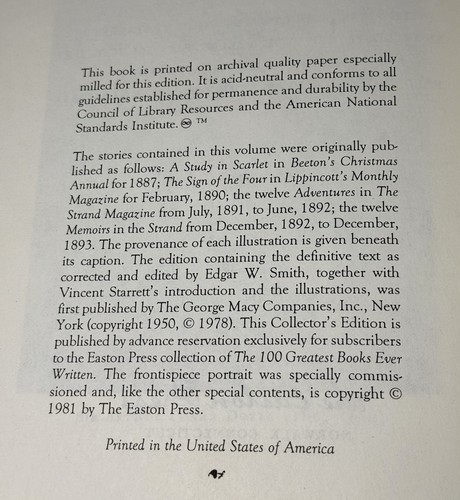 This book is printed on archival quality paper especially
milled for this edition. It is acid-neutral and conforms to all
guidelines established for permanence and durability by the
Council of Library Resources and the American National
Standards Institute. ♾ ™
The stories contained in this volume were originally pub-
lished as follows: A Study in Scarlet in Beeton's Christmas
Annual for 1887; The Sign of the Four in Lippincott's Monthly
Magazine for February, 1890; the twelve Adventures in The
Strand Magazine from July, 1891, to June, 1892; the twelve
Memoirs in the Strand from December, 1892, to December,
1893. The provenance of each illustration is given beneath
its caption. The edition containing the definitive text as
corrected and edited by Edgar W. Smith, together with
Vincent Starrett's introduction and the illustrations, was
first published by The George Macy Companies, Inc., New
York (copyright 1950, © 1978). This Collector's Edition is
published by advance reservation exclusively for subscribers
to the Easton Press collection of The 100 Greatest Books Ever
Written. The frontispiece portrait was specially commis-
sioned and, like the other special contents, is copyright ©
1981 by The Easton Press.
Printed in the United States of America